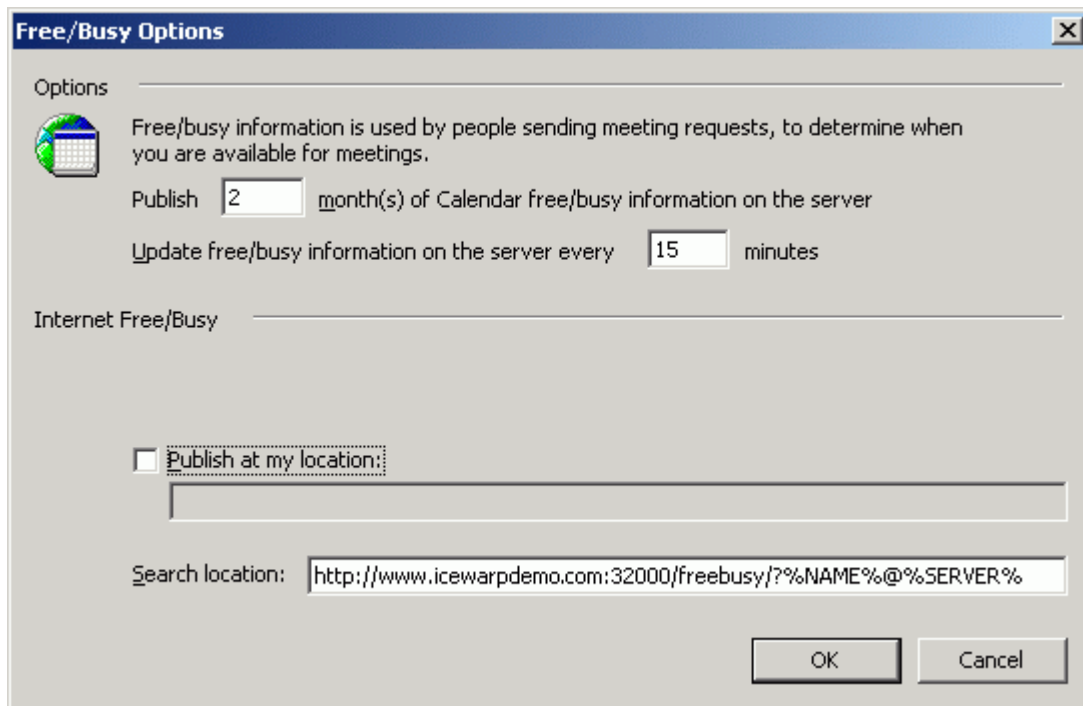 Free/Busy Options
Options
Free/busy information is used by people sending meeting requests, to determine when
you are available for meetings.
Publish 2 month(s) of Calendar free/busy information on the server
Update free/busy information on the server every 15 minutes
Internet Free/Busy
Publish at my location:
Search location: http://www.icewarpdemo.com:32000/freebusy/?%NAME%@%SERVER%
OK Cancel